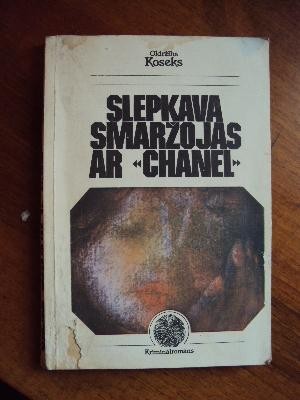 Oldržihs
Koseks
SLEPKAVA
SMARŽOJAS
AR «CHANEL»
Kriminālromāns